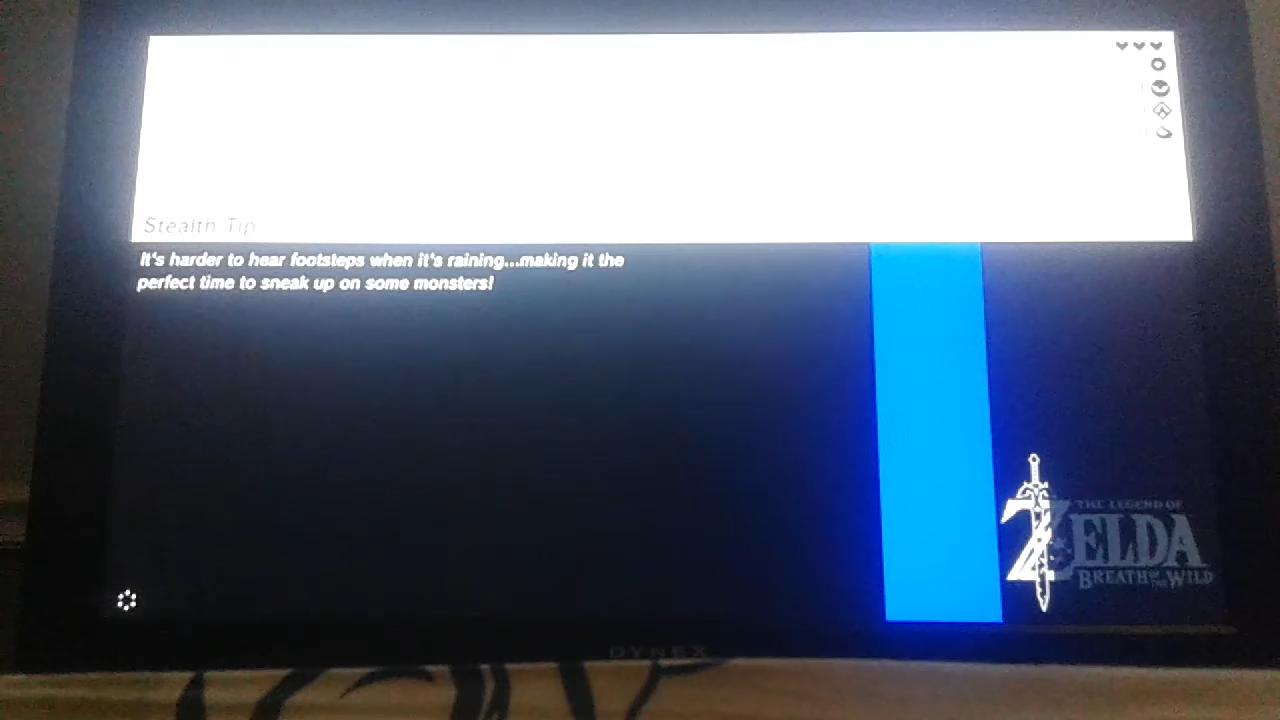 Stealth Tip
It's harder to hear footsteps when it's raining...making it the
perfect time to sneak up on some monsters!
THE LEGEND OF
ZELDA
BREATH OF THE WILD
DYNEX